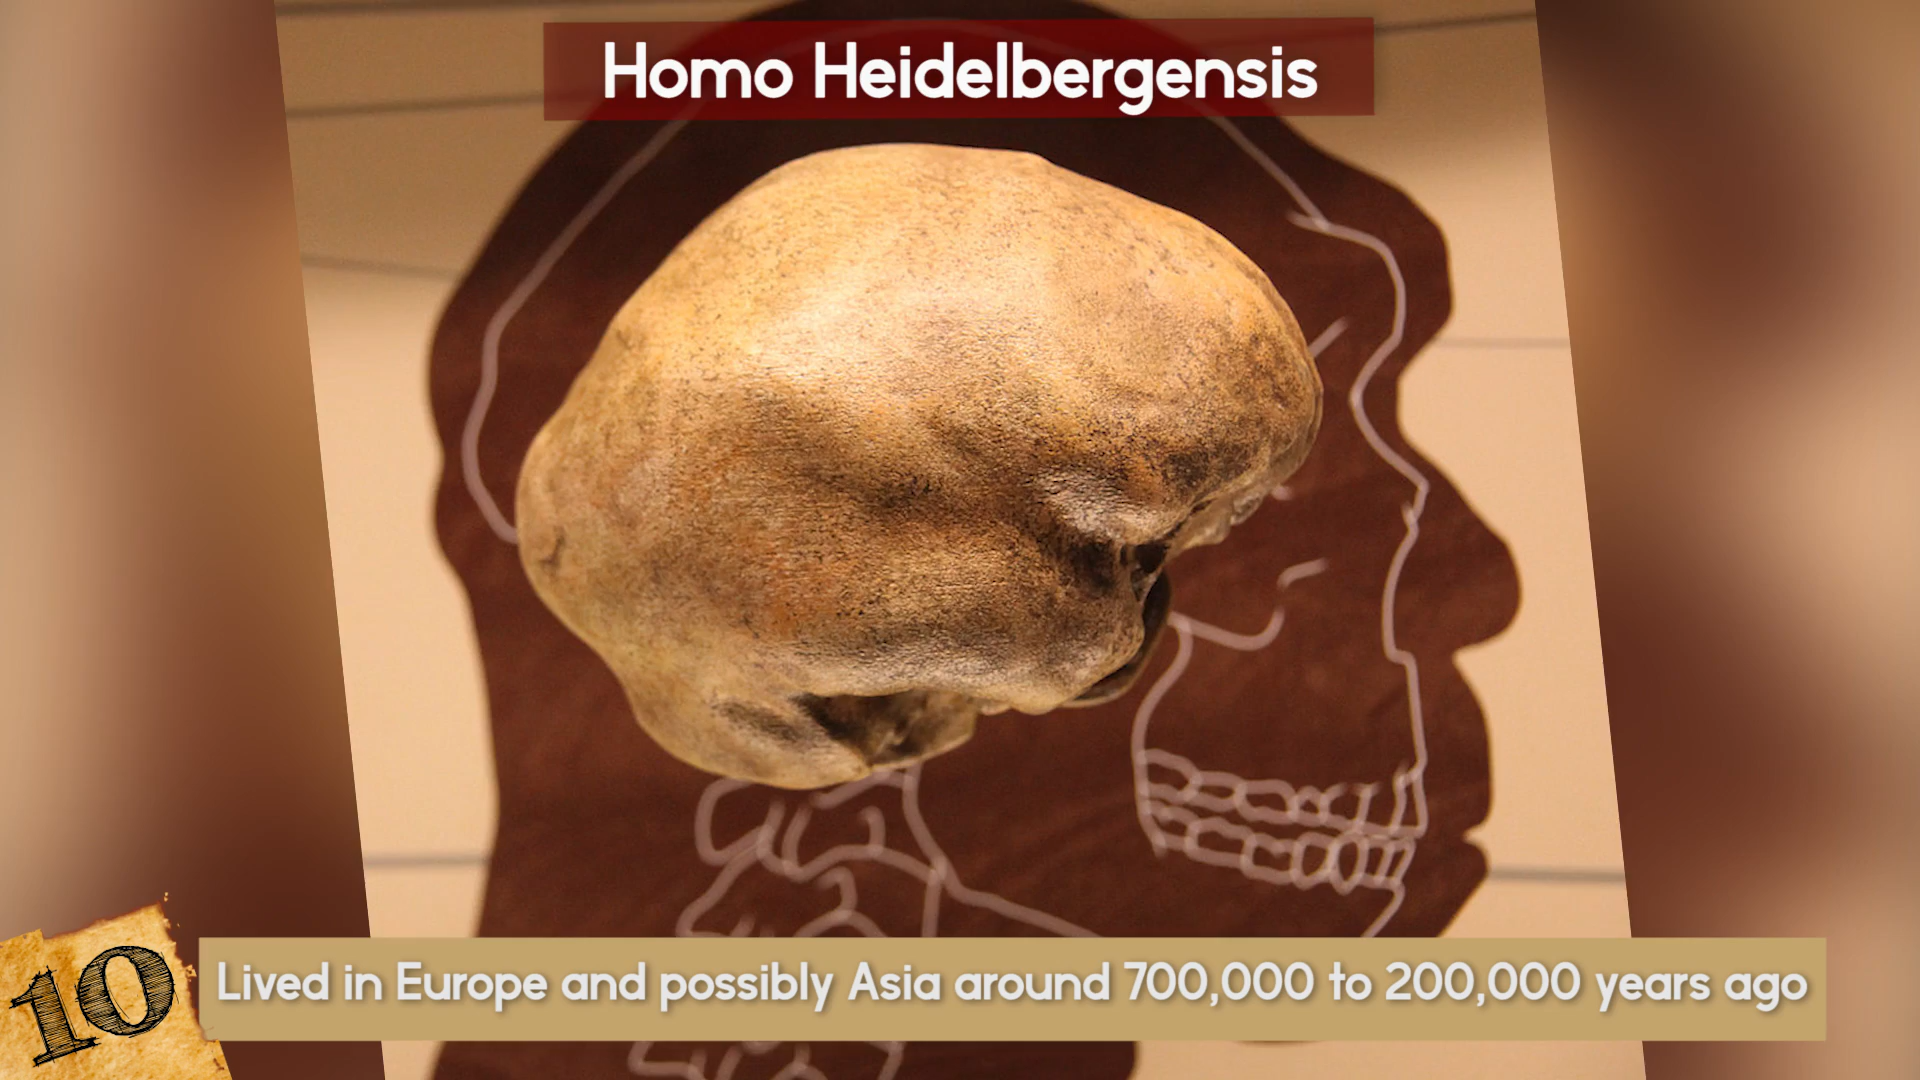 Homo Heidelbergensis
10
Lived in Europe and possibly Asia around 700,000 to 200,000 years ago